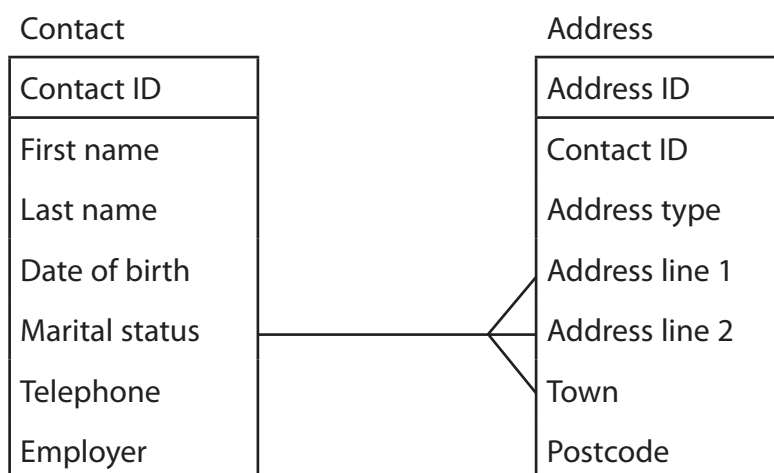 Contact
Contact ID
First name
Last name
Date of birth
Marital status
Telephone
Employer
Address
Address ID
Contact ID
Address type
Address line 1
Address line 2
Town
Postcode